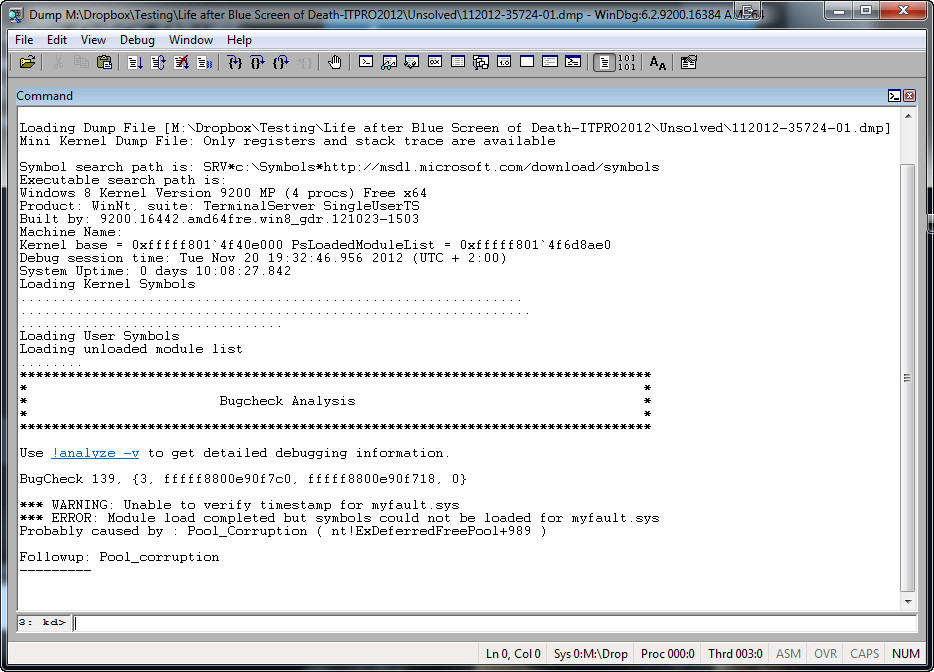 Dump M:\Dropbox\Testing\Life after Blue Screen of Death-ITPRO2012\Unsolved\112012-35724-01.dmp - WinDbg:6.2.9200.16384 AMD64
File Edit View Debug Window Help
Command
Loading Dump File [M:\Dropbox\Testing\Life after Blue Screen of Death-ITPRO2012\Unsolved\112012-35724-01.dmp]
Mini Kernel Dump File: Only registers and stack trace are available
Symbol search path is: SRV*c:\Symbols*http://msdl.microsoft.com/download/symbols
Executable search path is:
Windows 8 Kernel Version 9200 MP (4 procs) Free x64
Product: WinNt, suite: TerminalServer SingleUserTS
Built by: 9200.16442.amd64fre.win8_gdr.121023-1503
Machine Name:
Kernel base = 0xfffff801`4f40e000 PsLoadedModuleList = 0xfffff801`4f6d8ae0
Debug session time: Tue Nov 20 19:32:46.956 2012 (UTC + 2:00)
System Uptime: 0 days 10:08:27.842
Loading Kernel Symbols
...............................................................
................................................................
.................................
Loading User Symbols
Loading unloaded module list
........
*******************************************************************************
* *
* Bugcheck Analysis *
* *
*******************************************************************************
Use !analyze -v to get detailed debugging information.
BugCheck 139, {3, fffff8800e90f7c0, fffff8800e90f718, 0}
*** WARNING: Unable to verify timestamp for myfault.sys
*** ERROR: Module load completed but symbols could not be loaded for myfault.sys
Probably caused by : Pool_Corruption ( nt!ExDeferredFreePool+989 )
Followup: Pool_corruption
---------
3: kd>
Ln 0, Col 0 Sys 0:M:\Drop Proc 000:0 Thrd 003:0 ASM OVR CAPS NUM